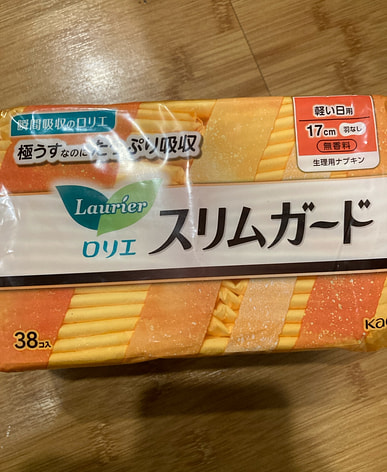 瞬間吸収のロリエ
極うすなのにたっぷり吸収
軽い日用
17cm 羽なし
無香料
生理用ナプキン
Laurier
ロリエ
スリムガード
38コ入